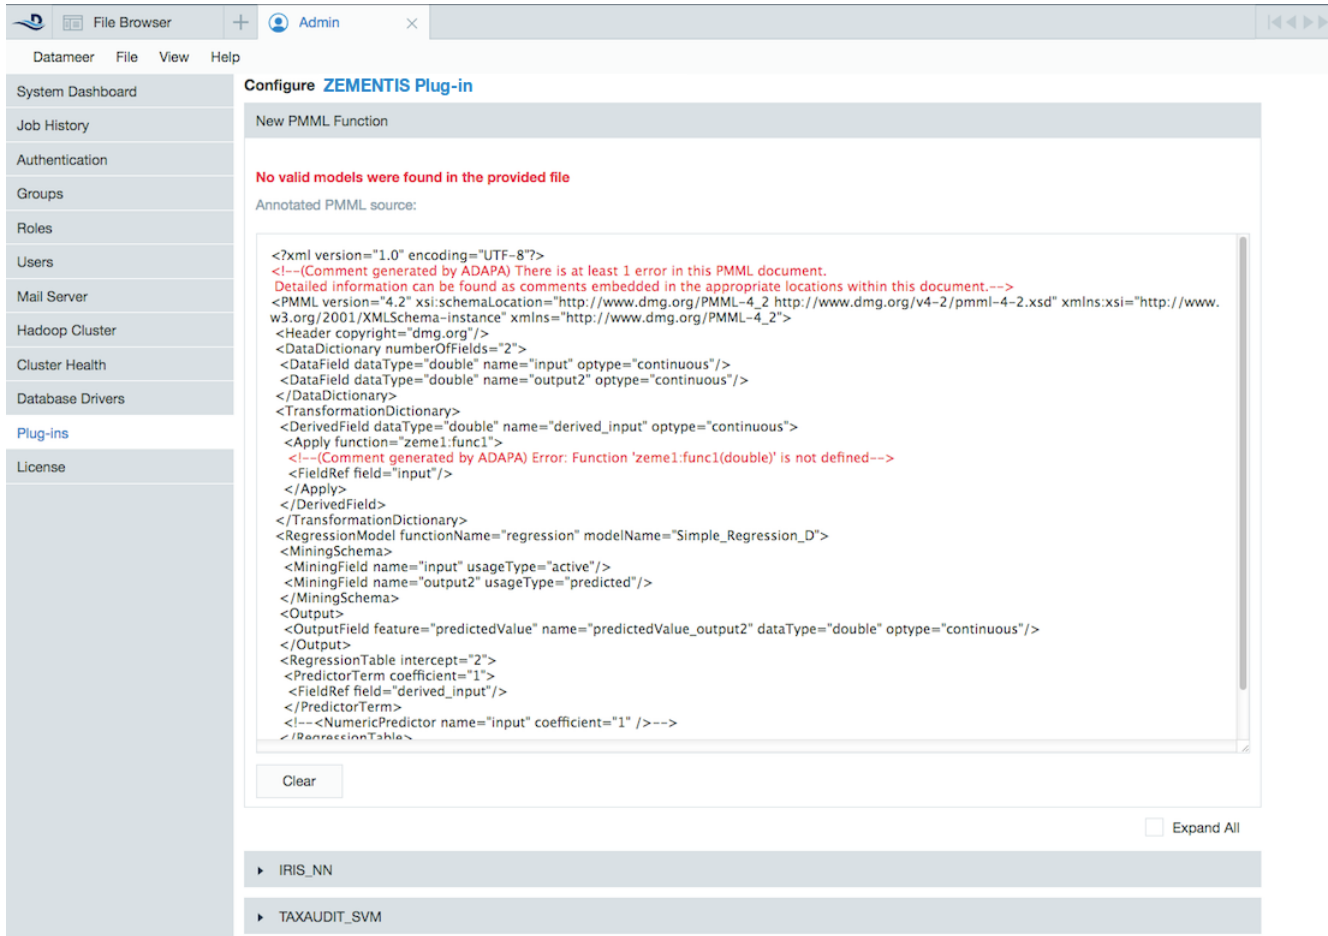 File Browser
Admin
Datameer File View Help
System Dashboard
Job History
Authentication
Groups
Roles
Users
Mail Server
Hadoop Cluster
Cluster Health
Database Drivers
Plug-ins
License
Configure ZEMENTIS Plug-in
New PMML Function
No valid models were found in the provided file
Annotated PMML source:
<?xml version="1.0" encoding="UTF-8"?>
<!--(Comment generated by ADAPA) There is at least 1 error in this PMML document.
Detailed information can be found as comments embedded in the appropriate locations within this document.-->
<PMML version="4.2" xsi:schemaLocation="http://www.dmg.org/PMML-4_2 http://www.dmg.org/v4-2/pmml-4-2.xsd" xmlns:xsi="http://www.
w3.org/2001/XMLSchema-instance" xmlns="http://www.dmg.org/PMML-4_2">
<Header copyright="dmg.org"/>
<DataDictionary numberOfFields="2">
<DataField dataType="double" name="input" optype="continuous"/>
<DataField dataType="double" name="output2" optype="continuous"/>
</DataDictionary>
<TransformationDictionary>
<DerivedField dataType="double" name="derived_input" optype="continuous">
<Apply function="zeme1:func1">
<!--(Comment generated by ADAPA) Error: Function 'zeme1:func1(double)' is not defined-->
<FieldRef field="input"/>
</Apply>
</DerivedField>
</TransformationDictionary>
<RegressionModel functionName="regression" modelName="Simple_Regression_D">
<MiningSchema>
<MiningField name="input" usageType="active"/>
<MiningField name="output2" usageType="predicted"/>
</MiningSchema>
<Output>
<OutputField feature="predictedValue" name="predictedValue_output2" dataType="double" optype="continuous"/>
</Output>
<RegressionTable intercept="2">
<PredictorTerm coefficient="1">
<FieldRef field="derived_input"/>
</PredictorTerm>
<!--<NumericPredictor name="input" coefficient="1" />-->
</RegressionTable>
Clear
Expand All
IRIS_NN
TAXAUDIT_SVM